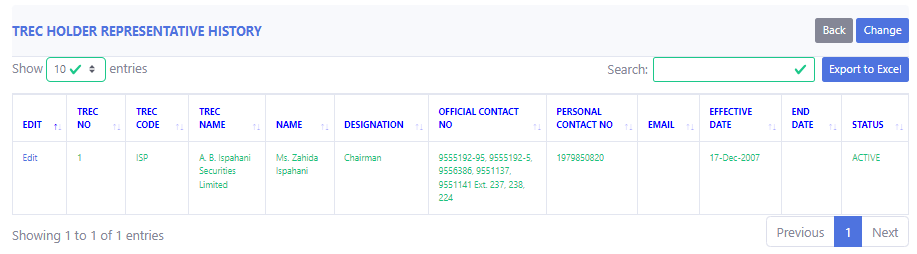 TREC HOLDER REPRESENTATIVE HISTORY
Back Change
Show 10 entries
Search: Export to Excel
EDIT TREC NO TREC CODE TREC NAME NAME DESIGNATION OFFICIAL CONTACT NO PERSONAL CONTACT NO EMAIL EFFECTIVE DATE END DATE STATUS
Edit 1 ISP A. B. Ispahani Ms. Zahida Chairman 9555192-95, 9555192-5, 1979850820 17-Dec-2007 ACTIVE
Securities Ispahani 9556386, 9551137,
Limited 9551141 Ext. 237, 238,
224
Showing 1 to 1 of 1 entries
Previous 1 Next